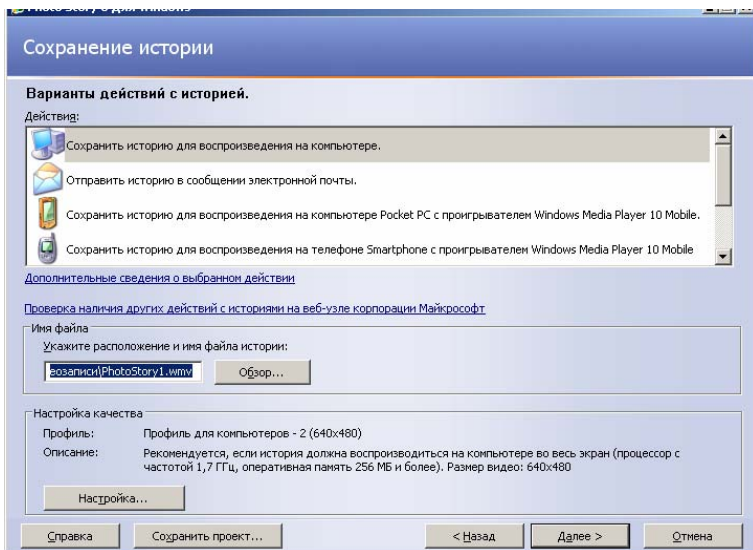 Photo Story 3 для Windows
Сохранение истории
Варианты действий с историей.
Действия:
Сохранить историю для воспроизведения на компьютере.
Отправить историю в сообщении электронной почты.
Сохранить историю для воспроизведения на компьютере Pocket PC с проигрывателем Windows Media Player 10 Mobile.
Сохранить историю для воспроизведения на телефоне Smartphone с проигрывателем Windows Media Player 10 Mobile
Дополнительные сведения о выбранном действии
Проверка наличия других действий с историями на веб-узле корпорации Майкрософт
Имя файла
Укажите расположение и имя файла истории:
еозаписи\PhotoStory1.wmv
Обзор...
Настройка качества
Профиль: Профиль для компьютеров - 2 (640x480)
Описание: Рекомендуется, если история должна воспроизводиться на компьютере во весь экран (процессор с
частотой 1,7 ГГц, оперативная память 256 МБ и более). Размер видео: 640x480
Настройка...
Справка Сохранить проект... < Назад Далее > Отмена